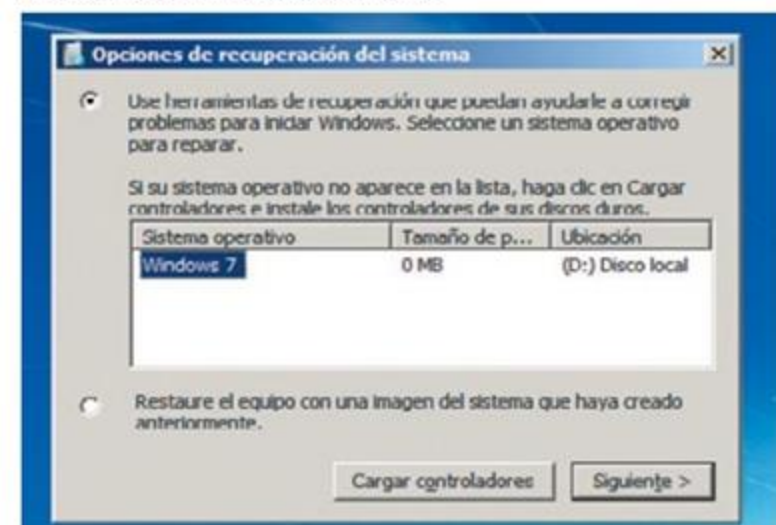 Opciones de recuperación del sistema
Use herramientas de recuperación que puedan ayudarle a corregir
problemas para iniciar Windows. Seleccione un sistema operativo
para reparar.
Si su sistema operativo no aparece en la lista, haga clic en Cargar
controladores e instale los controladores de sus discos duros.
Sistema operativo Tamaño de p... Ubicación
Windows 7 0 MB (D:) Disco local
Restaure el equipo con una imagen del sistema que haya creado
anteriormente.
Cargar controladores Siguiente >